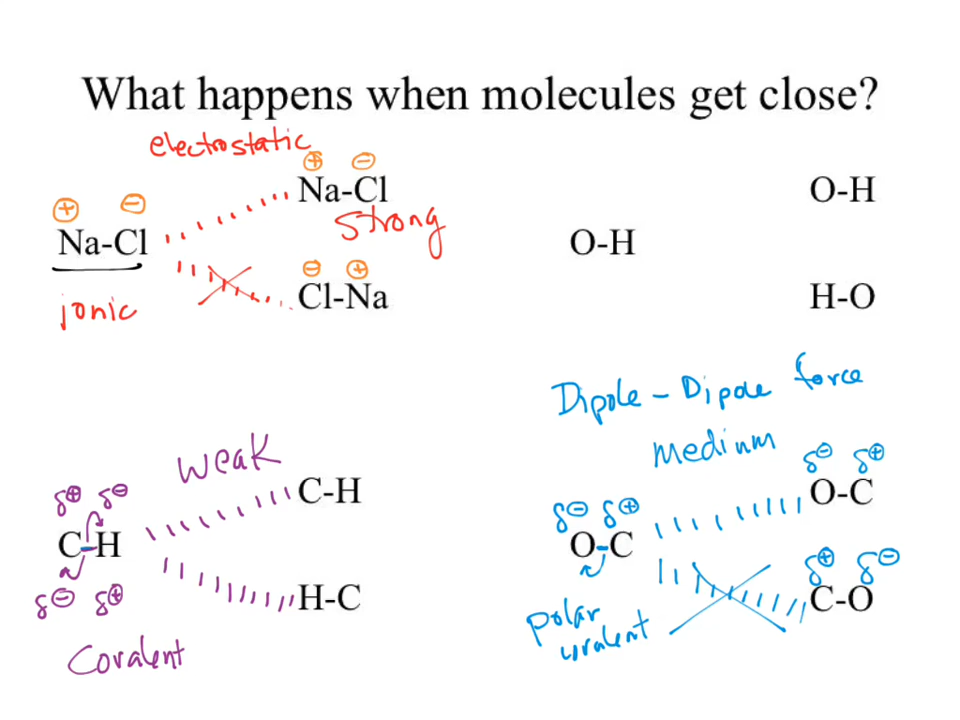 What happens when molecules get close?
electrostatic
⊕ ⊖
Na-Cl
O-H
⊕ ⊖
Na-Cl
strong
O-H
⊖ ⊕
Cl-Na
H-O
ionic
Dipole - Dipole force
medium
weak
δ⊕ δ⊖
C-H
δ⊖ δ⊕
O-C
C-H
δ⊖ δ⊕
δ⊖ δ⊕
O-C
H-C
δ⊕ δ⊖
C-O
Covalent
polar
covalent